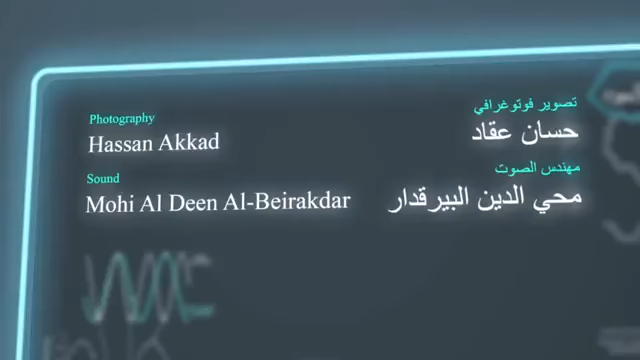 Photography
تصوير فوتوغرافي
Hassan Akkad
حسان عقاد
Sound
مهندس الصوت
Mohi Al Deen Al-Beirakdar
محي الدين البيرقدار